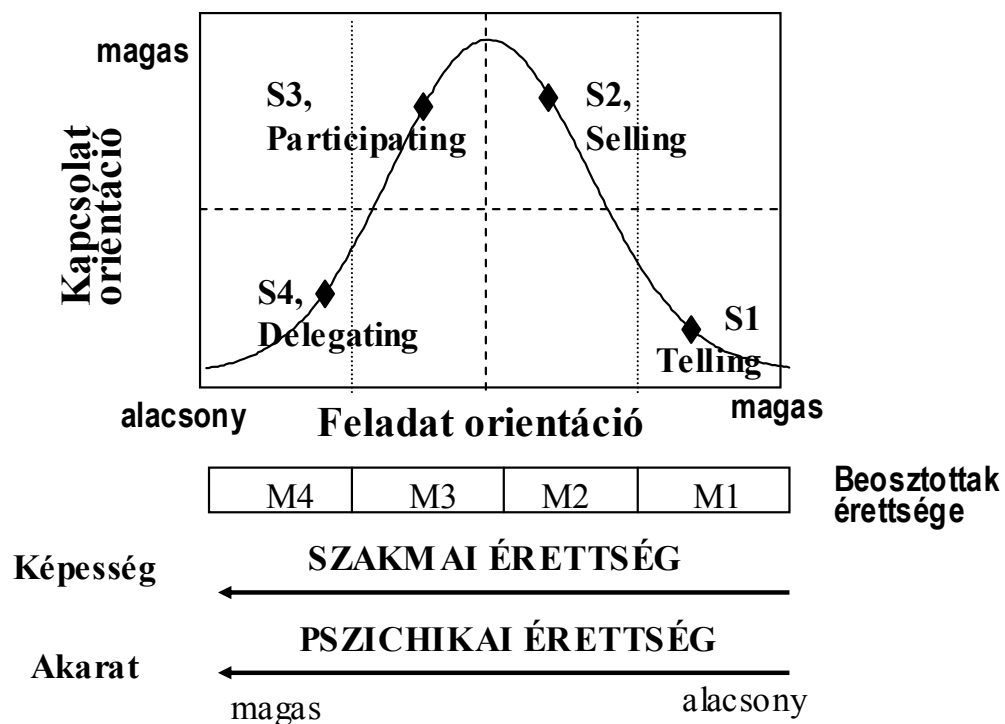 magas
Kapcsolat
orientáció
S3,
Participating
S2,
Selling
S4,
Delegating
S1
Telling
alacsony
Feladat orientáció
magas
M4 M3 M2 M1
Beosztottak
érettsége
Képesség
SZAKMAI ÉRETTSÉG
Akarat
PSZICHIKAI ÉRETTSÉG
magas
alacsony